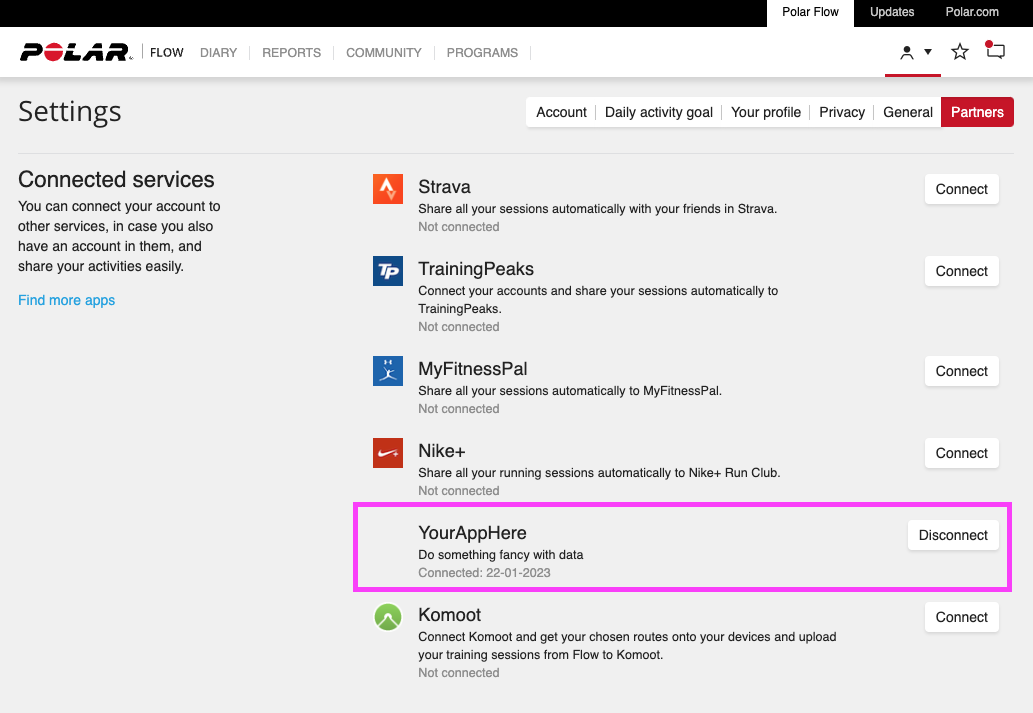 Polar Flow Updates Polar.com
POLAR. FLOW DIARY REPORTS COMMUNITY PROGRAMS
Settings
Account Daily activity goal Your profile Privacy General Partners
Connected services
You can connect your account to
other services, in case you also
have an account in them, and
share your activities easily.
Find more apps
Strava
Share all your sessions automatically with your friends in Strava.
Not connected
Connect
TP
TrainingPeaks
Connect your accounts and share your sessions automatically to
TrainingPeaks.
Not connected
Connect
MyFitnessPal
Share all your sessions automatically to MyFitnessPal.
Not connected
Connect
Nike+
Share all your running sessions automatically to Nike+ Run Club.
Not connected
Connect
YourAppHere
Do something fancy with data
Connected: 22-01-2023
Disconnect
Komoot
Connect Komoot and get your chosen routes onto your devices and upload
your training sessions from Flow to Komoot.
Not connected
Connect